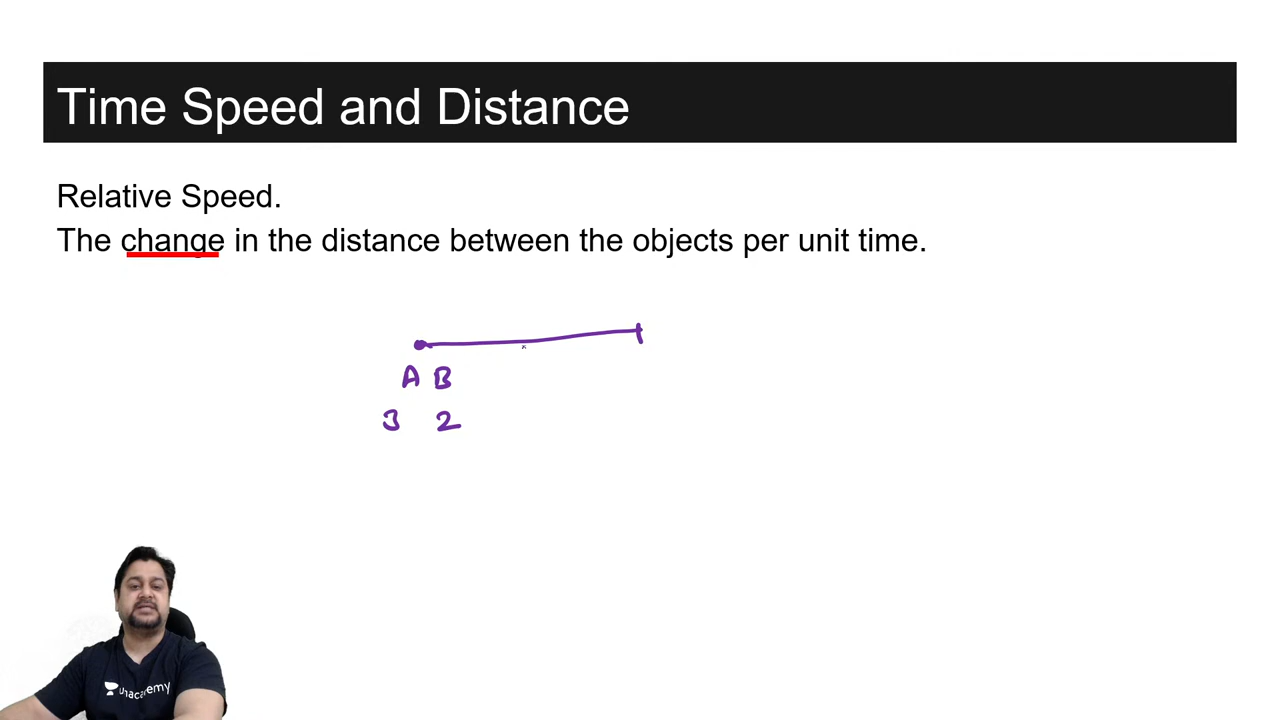 Time Speed and Distance
Relative Speed.
The change in the distance between the objects per unit time.
A B
3 2
unacademy